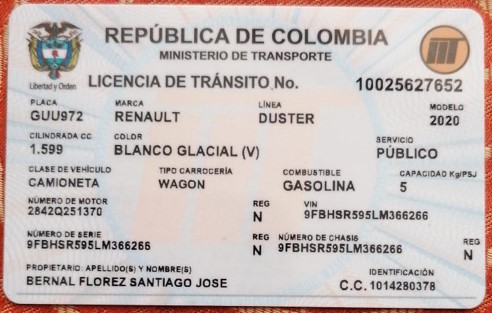 REPÚBLICA DE COLOMBIA
MINISTERIO DE TRANSPORTE
Libertad y Orden
LICENCIA DE TRÁNSITO No. 10025627652
PLACA MARCA LÍNEA MODELO
GUU972 RENAULT DUSTER 2020
CILINDRADA CC COLOR SERVICIO
1.599 BLANCO GLACIAL (V) PÚBLICO
CLASE DE VEHÍCULO TIPO CARROCERÍA COMBUSTIBLE CAPACIDAD Kg/PSJ
CAMIONETA WAGON GASOLINA 5
NÚMERO DE MOTOR REG VIN
2842Q251370 N 9FBHSR595LM366266
NÚMERO DE SERIE REG NÚMERO DE CHASIS REG
9FBHSR595LM366266 N 9FBHSR595LM366266 N
PROPIETARIO: APELLIDO(S) Y NOMBRE(S) IDENTIFICACIÓN
BERNAL FLOREZ SANTIAGO JOSE C.C. 1014280378